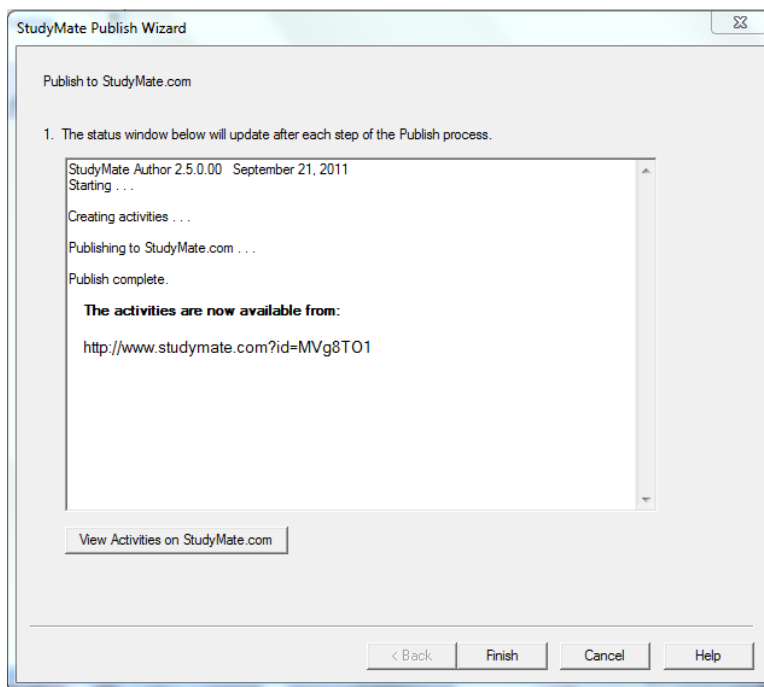 StudyMate Publish Wizard
Publish to StudyMate.com
1. The status window below will update after each step of the Publish process.
StudyMate Author 2.5.0.00 September 21, 2011
Starting . . .
Creating activities . . .
Publishing to StudyMate.com . . .
Publish complete.
The activities are now available from:
http://www.studymate.com?id=MVg8TO1
View Activities on StudyMate.com
< Back Finish Cancel Help